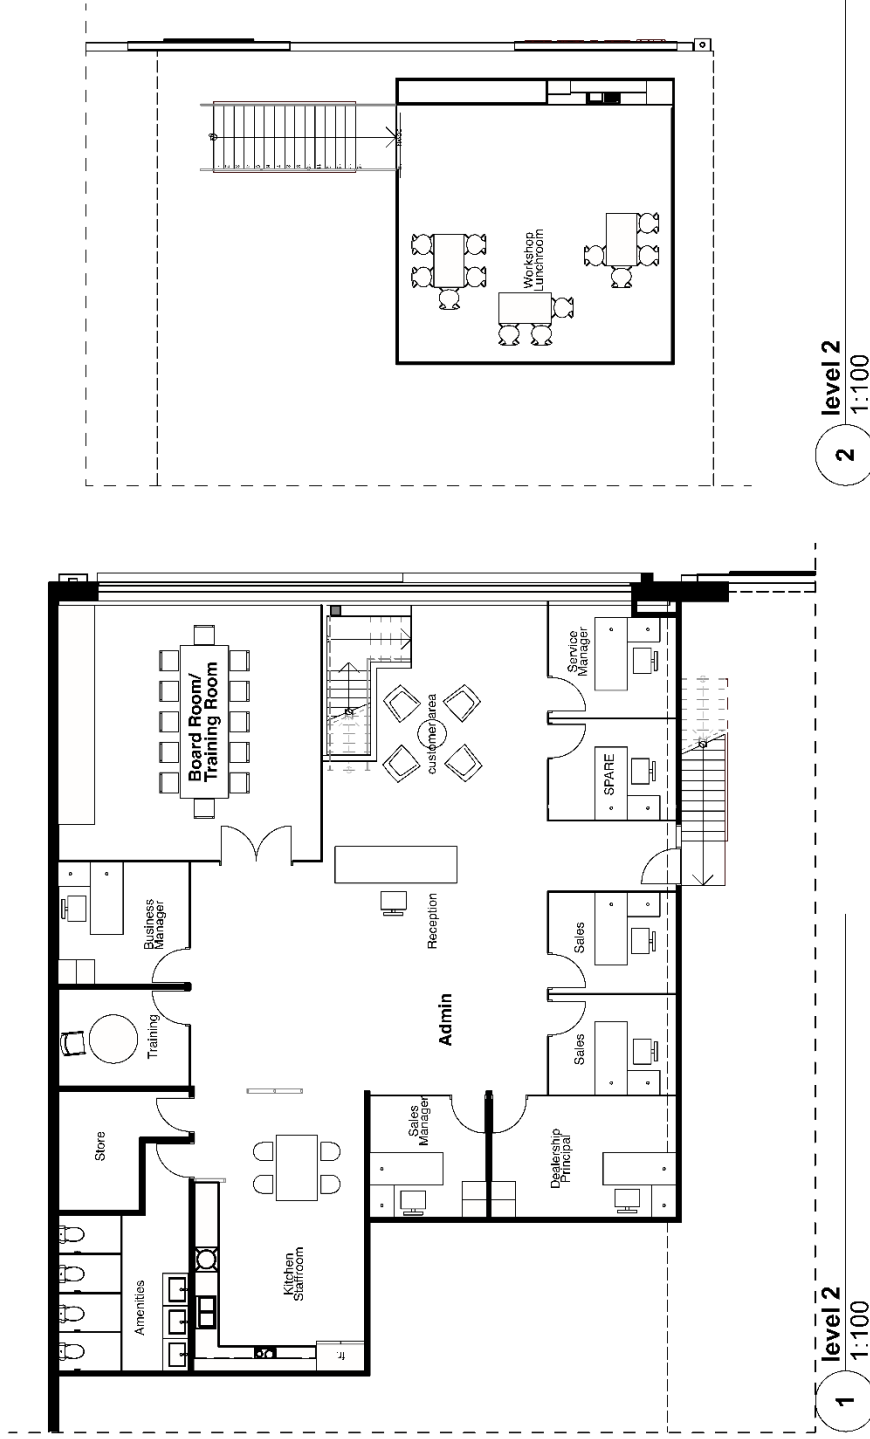 Workshop
Lunchroom
2
level 2
1:100
Board Room/
Training Room
customer area
Service
Manager
SPARE
Business
Manager
Reception
Sales
Training
Admin
Sales
Store
Sales
Manager
Dealership
Principal
Kitchen
Staffroom
Amenities
fr.
1
level 2
1:100